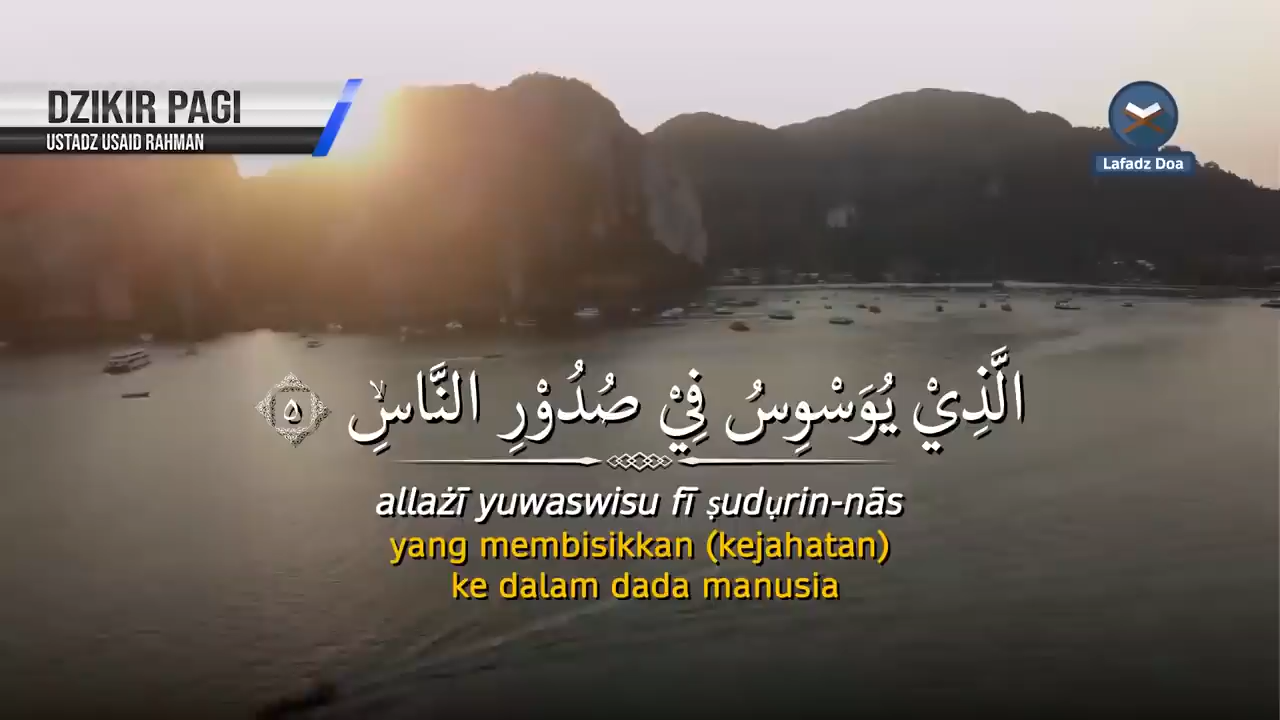 DZIKIR PAGI
USTADZ USAID RAHMAN
Lafadz Doa
الَّذِيْ يُوَسْوِسُ فِيْ صُدُوْرِ النَّاسِۙ ۵
allażī yuwaswisu fī ṣudụrin-nās
yang membisikkan (kejahatan)
ke dalam dada manusia